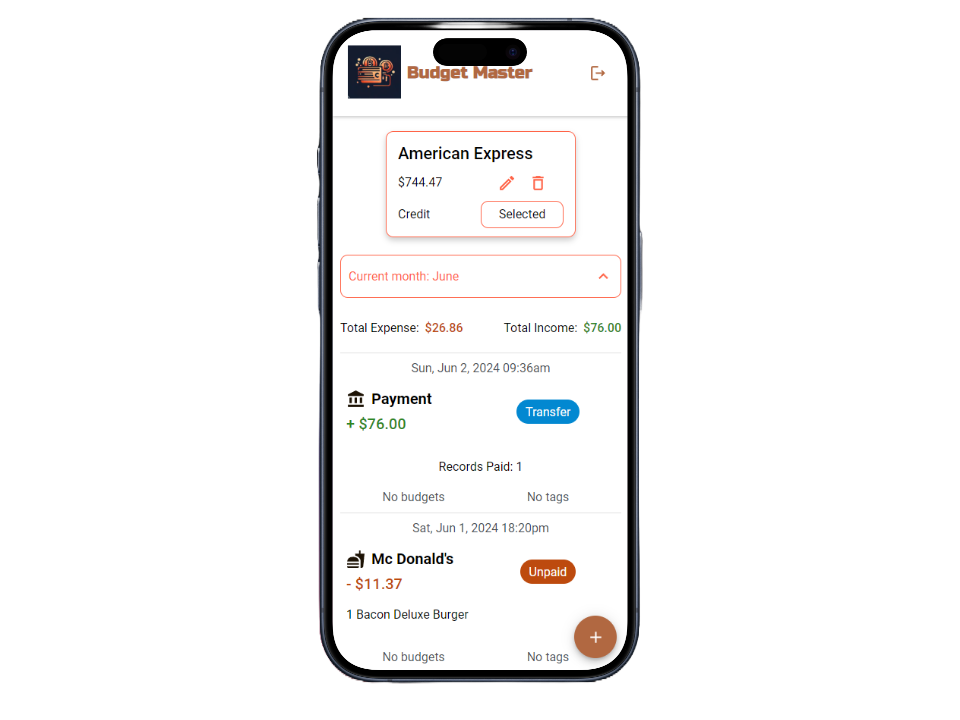 Budget Master
American Express
$744.47
Credit
Selected
Current month: June
Total Expense: $26.86
Total Income: $76.00
Sun, Jun 2, 2024 09:36am
Payment
Transfer
+ $76.00
Records Paid: 1
No budgets
No tags
Sat, Jun 1, 2024 18:20pm
Mc Donald's
Unpaid
- $11.37
1 Bacon Deluxe Burger
No budgets
No tags